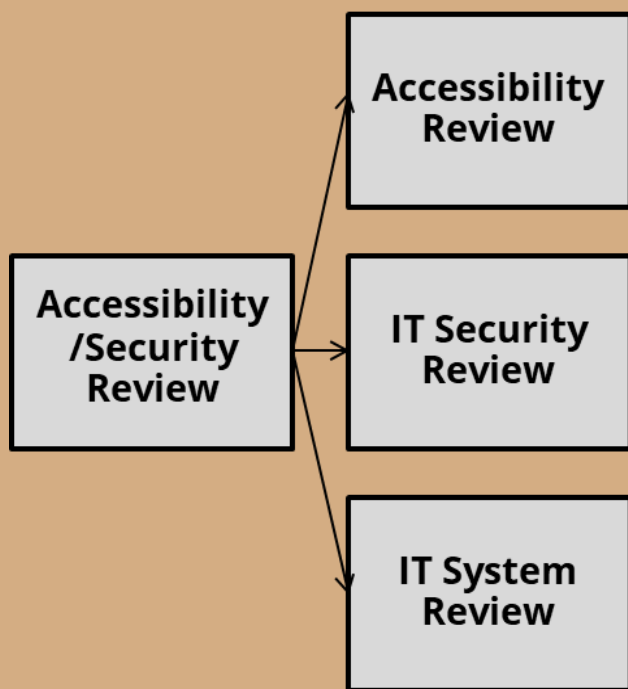 Accessibility
/Security
Review
Accessibility
Review
IT Security
Review
IT System
Review